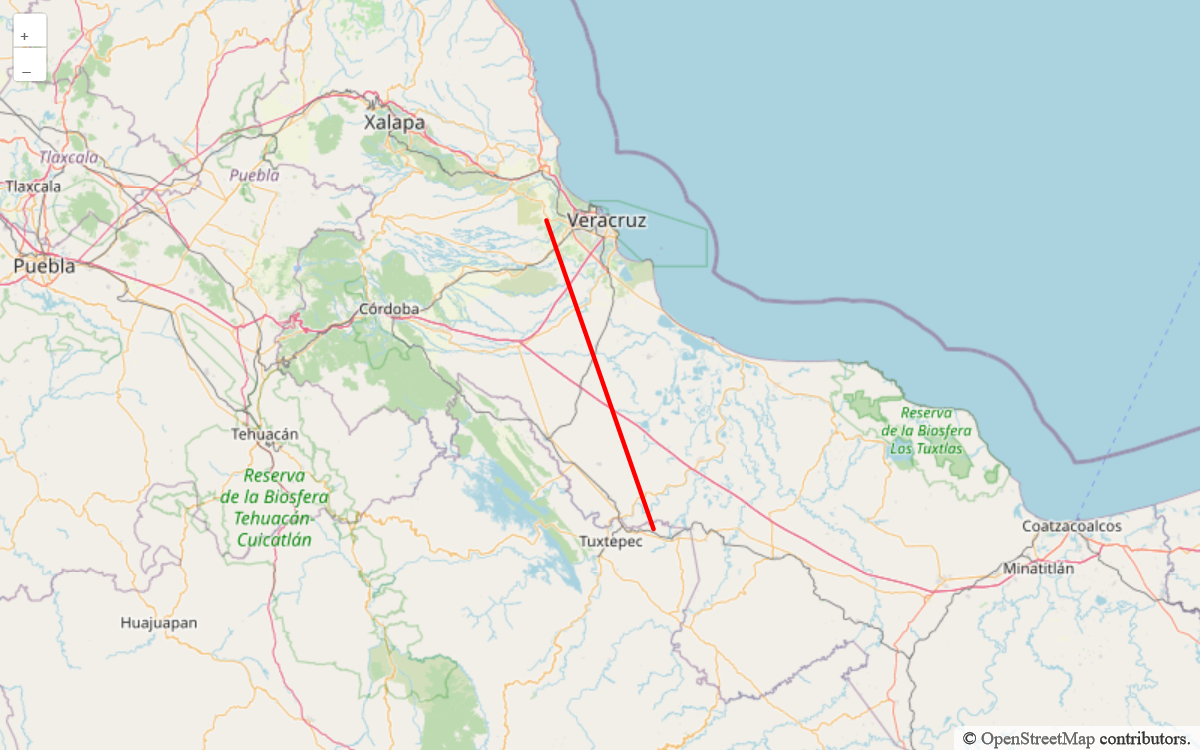 +
–
Xalapa
Tlaxcala
Puebla
Tlaxcala
Veracruz
Puebla
Córdoba
Reserva
de la Biosfera
Los Tuxtlas
Tehuacán
Reserva
de la Biosfera
Tehuacán-
Cuicatlán
Coatzacoalcos
Tuxtepec
Minatitlán
Huajuapan
© OpenStreetMap contributors.